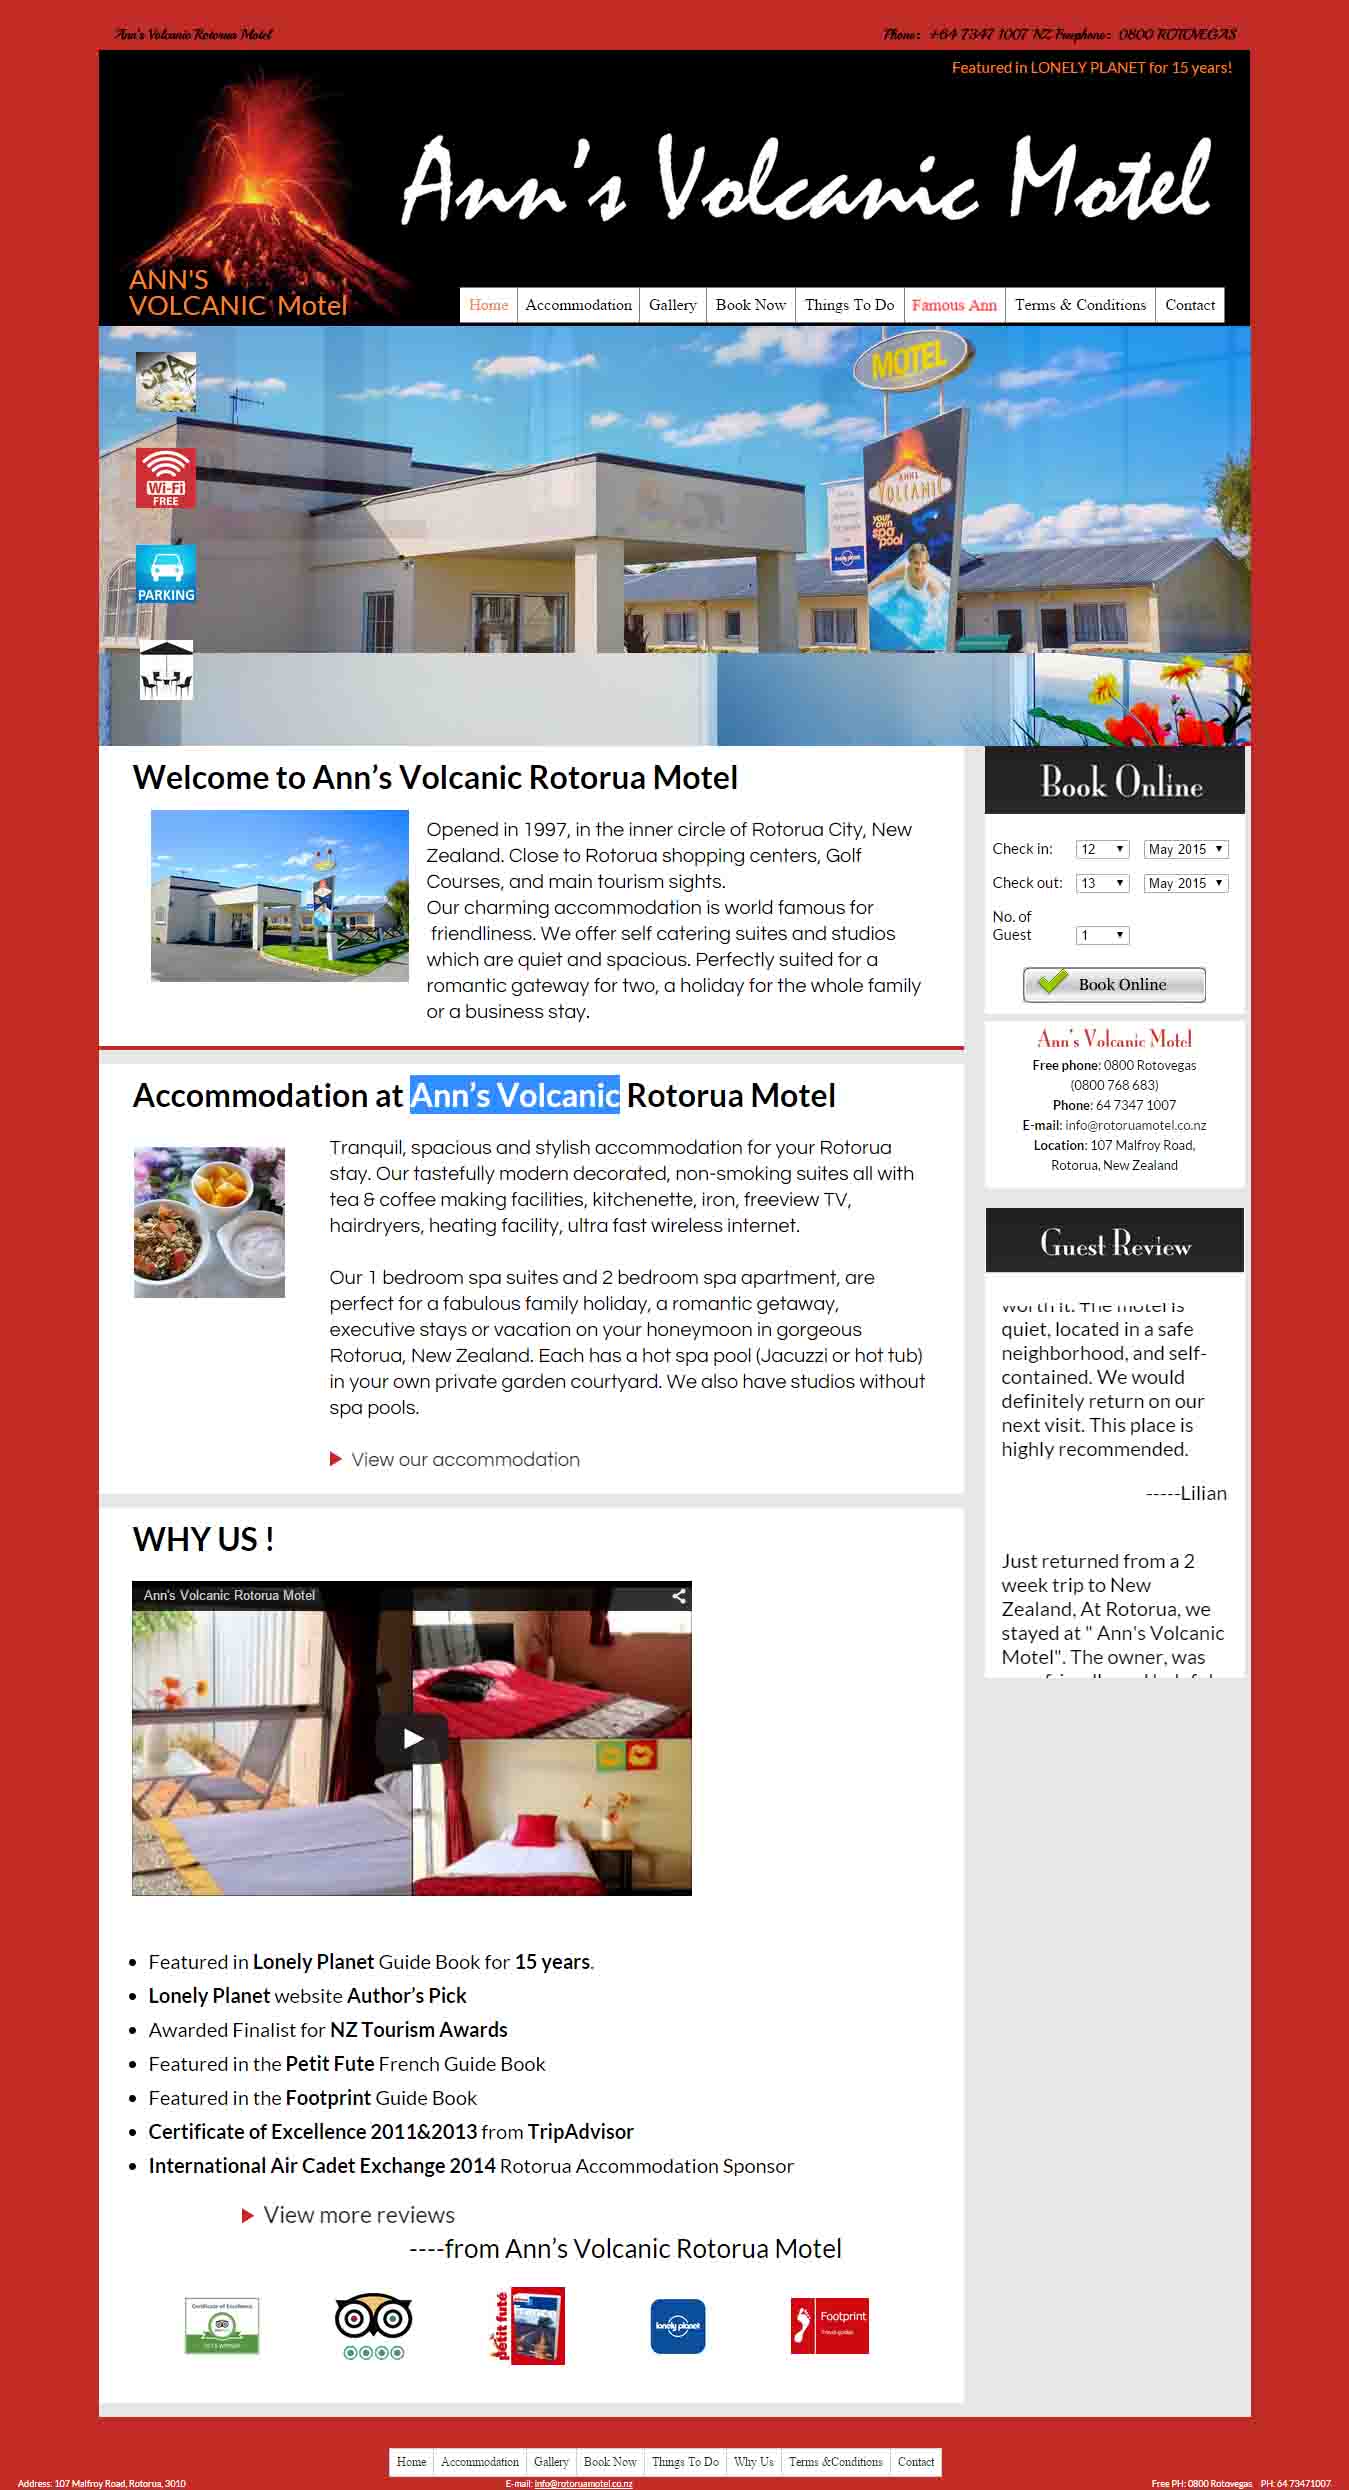 Ann's Volcanic Rotorua Motel
Phone: +64 7347 1007 NZ Freephone: 0800 ROTOVEGAS
Featured in LONELY PLANET for 15 years!
Ann's Volcanic Motel
ANN'S
VOLCANIC Motel
Home Accommodation Gallery Book Now Things To Do Famous Ann Terms & Conditions Contact
SPA
MOTEL
ANN'S
VOLCANIC
your
own
spa
pool
lonely planet
Wi-Fi
FREE
PARKING
Welcome to Ann’s Volcanic Rotorua Motel
Opened in 1997, in the inner circle of Rotorua City, New
Zealand. Close to Rotorua shopping centers, Golf
Courses, and main tourism sights.
Our charming accommodation is world famous for
friendliness. We offer self catering suites and studios
which are quiet and spacious. Perfectly suited for a
romantic gateway for two, a holiday for the whole family
or a business stay.
Book Online
Check in: 12 May 2015
Check out: 13 May 2015
No. of
Guest 1
Book Online
Ann's Volcanic Motel
Free phone: 0800 Rotovegas
(0800 768 683)
Phone: 64 7347 1007
E-mail: info@rotoruamotel.co.nz
Location: 107 Malfroy Road,
Rotorua, New Zealand
Accommodation at Ann’s Volcanic Rotorua Motel
Tranquil, spacious and stylish accommodation for your Rotorua
stay. Our tastefully modern decorated, non-smoking suites all with
tea & coffee making facilities, kitchenette, iron, freeview TV,
hairdryers, heating facility, ultra fast wireless internet.
Our 1 bedroom spa suites and 2 bedroom spa apartment, are
perfect for a fabulous family holiday, a romantic getaway,
executive stays or vacation on your honeymoon in gorgeous
Rotorua, New Zealand. Each has a hot spa pool (Jacuzzi or hot tub)
in your own private garden courtyard. We also have studios without
spa pools.
View our accommodation
Guest Review
worth it. The motel is
quiet, located in a safe
neighborhood, and self-
contained. We would
definitely return on our
next visit. This place is
highly recommended.
-----Lilian
Just returned from a 2
week trip to New
Zealand, At Rotorua, we
stayed at " Ann's Volcanic
Motel". The owner, was
WHY US !
Ann's Volcanic Rotorua Motel
Featured in Lonely Planet Guide Book for 15 years.
Lonely Planet website Author’s Pick
Awarded Finalist for NZ Tourism Awards
Featured in the Petit Fute French Guide Book
Featured in the Footprint Guide Book
Certificate of Excellence 2011&2013 from TripAdvisor
International Air Cadet Exchange 2014 Rotorua Accommodation Sponsor
View more reviews
----from Ann’s Volcanic Rotorua Motel
Certificate of Excellence
petit futé
lonely planet
Footprint
Travel guides
Home Accommodation Gallery Book Now Things To Do Why Us Terms &Conditions Contact
Address: 107 Malfroy Road, Rotorua, 3010
E-mail: info@rotoruamotel.co.nz
Free PH: 0800 Rotovegas PH: 64 73471007